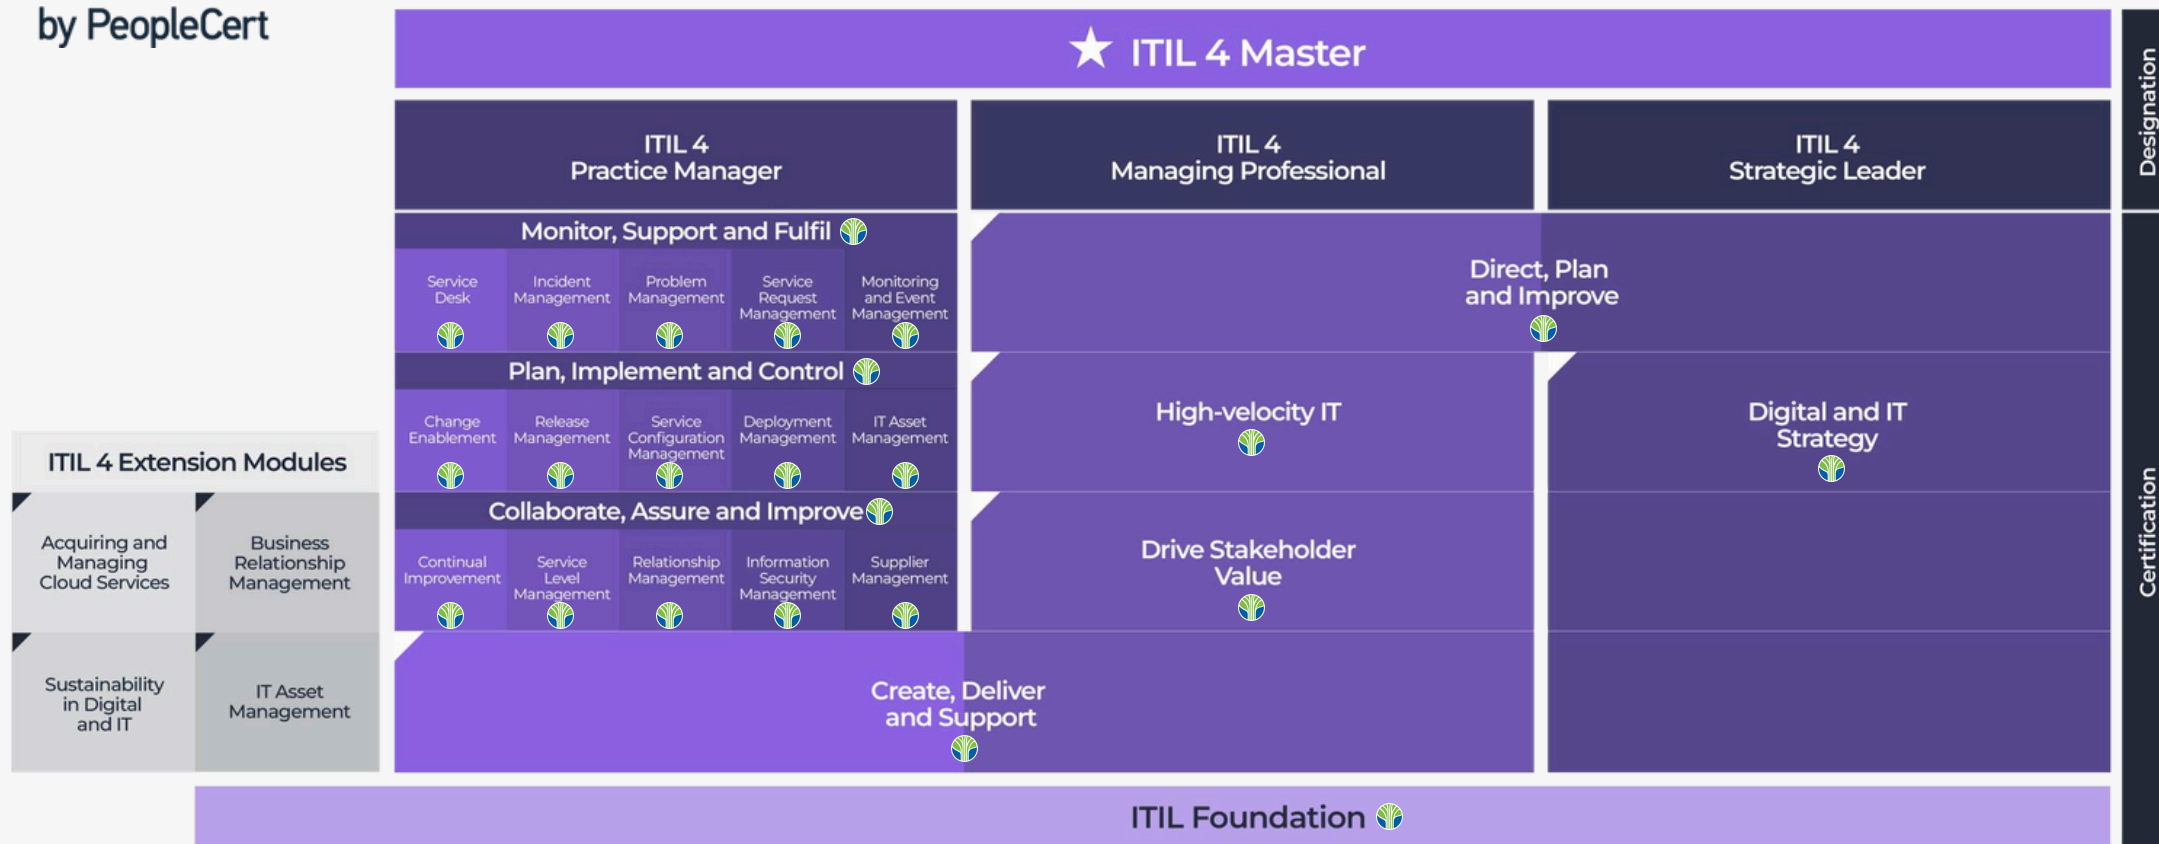 by PeopleCert
★ ITIL 4 Master
Designation
ITIL 4
Practice Manager
ITIL 4
Managing Professional
ITIL 4
Strategic Leader
Monitor, Support and Fulfil
Service
Desk
Incident
Management
Problem
Management
Service
Request
Management
Monitoring
and Event
Management
Direct, Plan
and Improve
Plan, Implement and Control
Change
Enablement
Release
Management
Service
Configuration
Management
Deployment
Management
IT Asset
Management
High-velocity IT
Digital and IT
Strategy
Certification
Collaborate, Assure and Improve
Continual
Improvement
Service
Level
Management
Relationship
Management
Information
Security
Management
Supplier
Management
Drive Stakeholder
Value
Create, Deliver
and Support
ITIL 4 Extension Modules
Acquiring and
Managing
Cloud Services
Business
Relationship
Management
Sustainability
in Digital
and IT
IT Asset
Management
ITIL Foundation